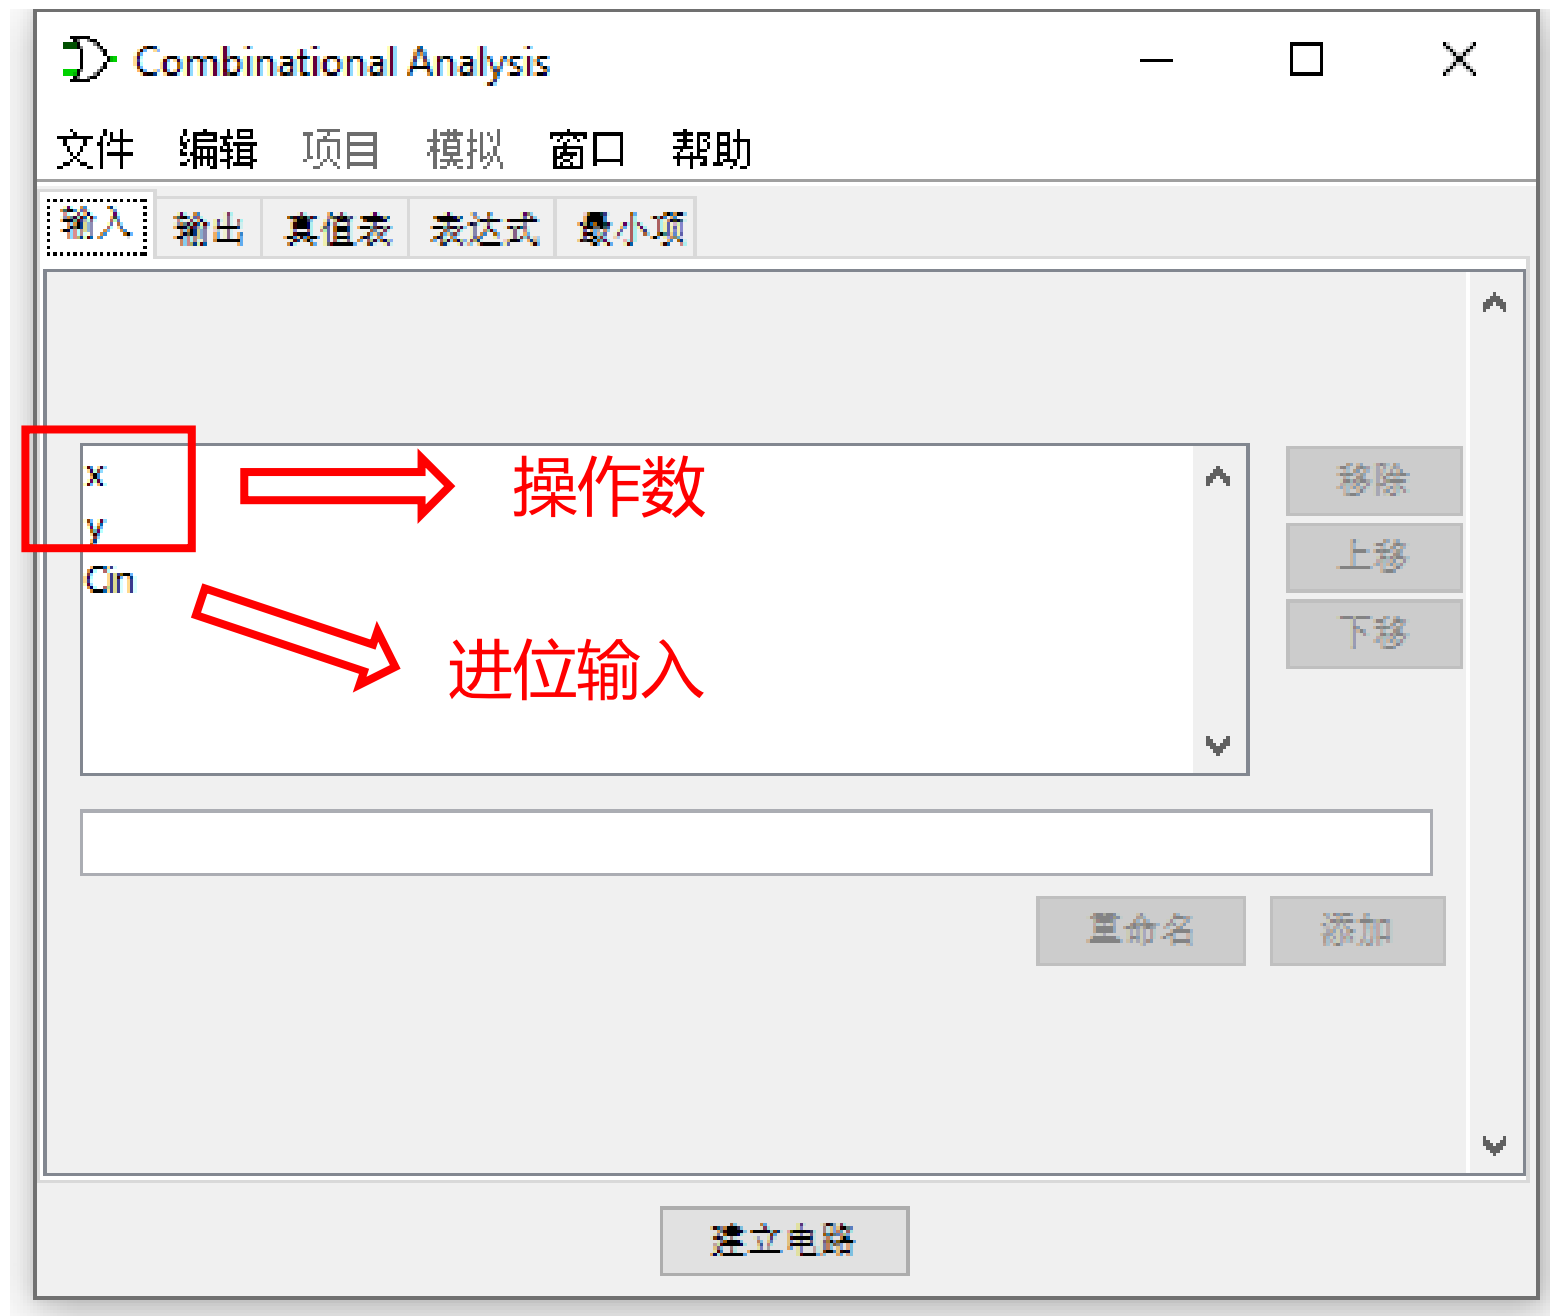 Combinational Analysis
文件 编辑 项目 模拟 窗口 帮助
输入 输出 真值表 表达式 最小项
x
操作数
移除
y
上移
Cin
下移
进位输入
重命名 添加
建立电路